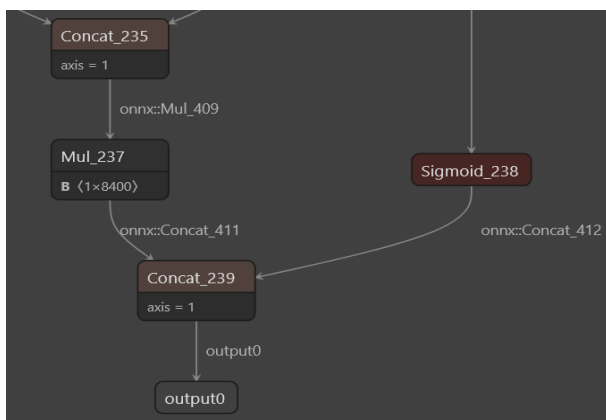 Concat_235
axis = 1
onnx::Mul_409
Mul_237
B ⟨1×8400⟩
Sigmoid_238
onnx::Concat_411
onnx::Concat_412
Concat_239
axis = 1
output0
output0